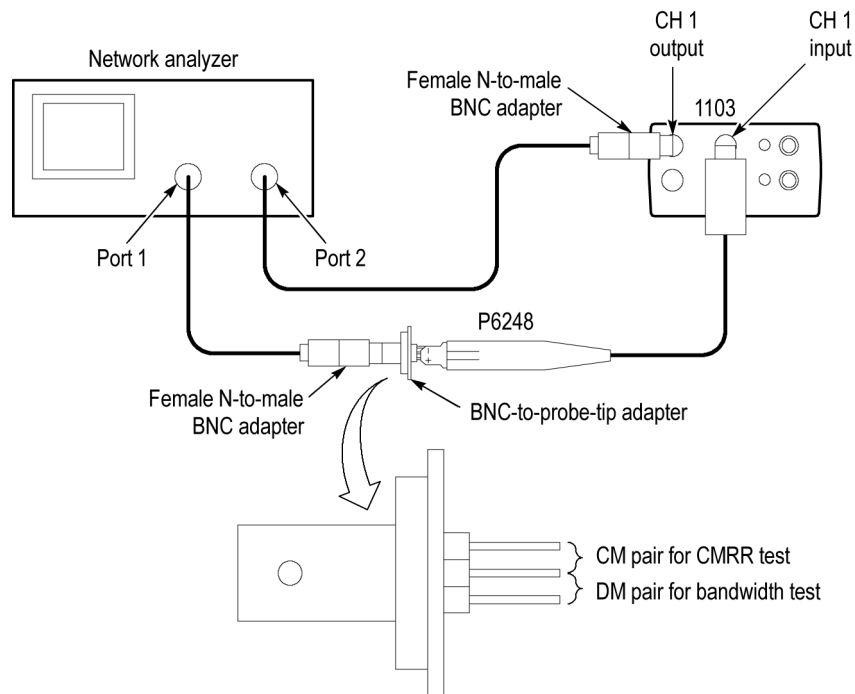 CH 1
output
CH 1
input
Network analyzer
Female N-to-male
BNC adapter
1103
Port 1
Port 2
P6248
Female N-to-male
BNC adapter
BNC-to-probe-tip adapter
CM pair for CMRR test
DM pair for bandwidth test